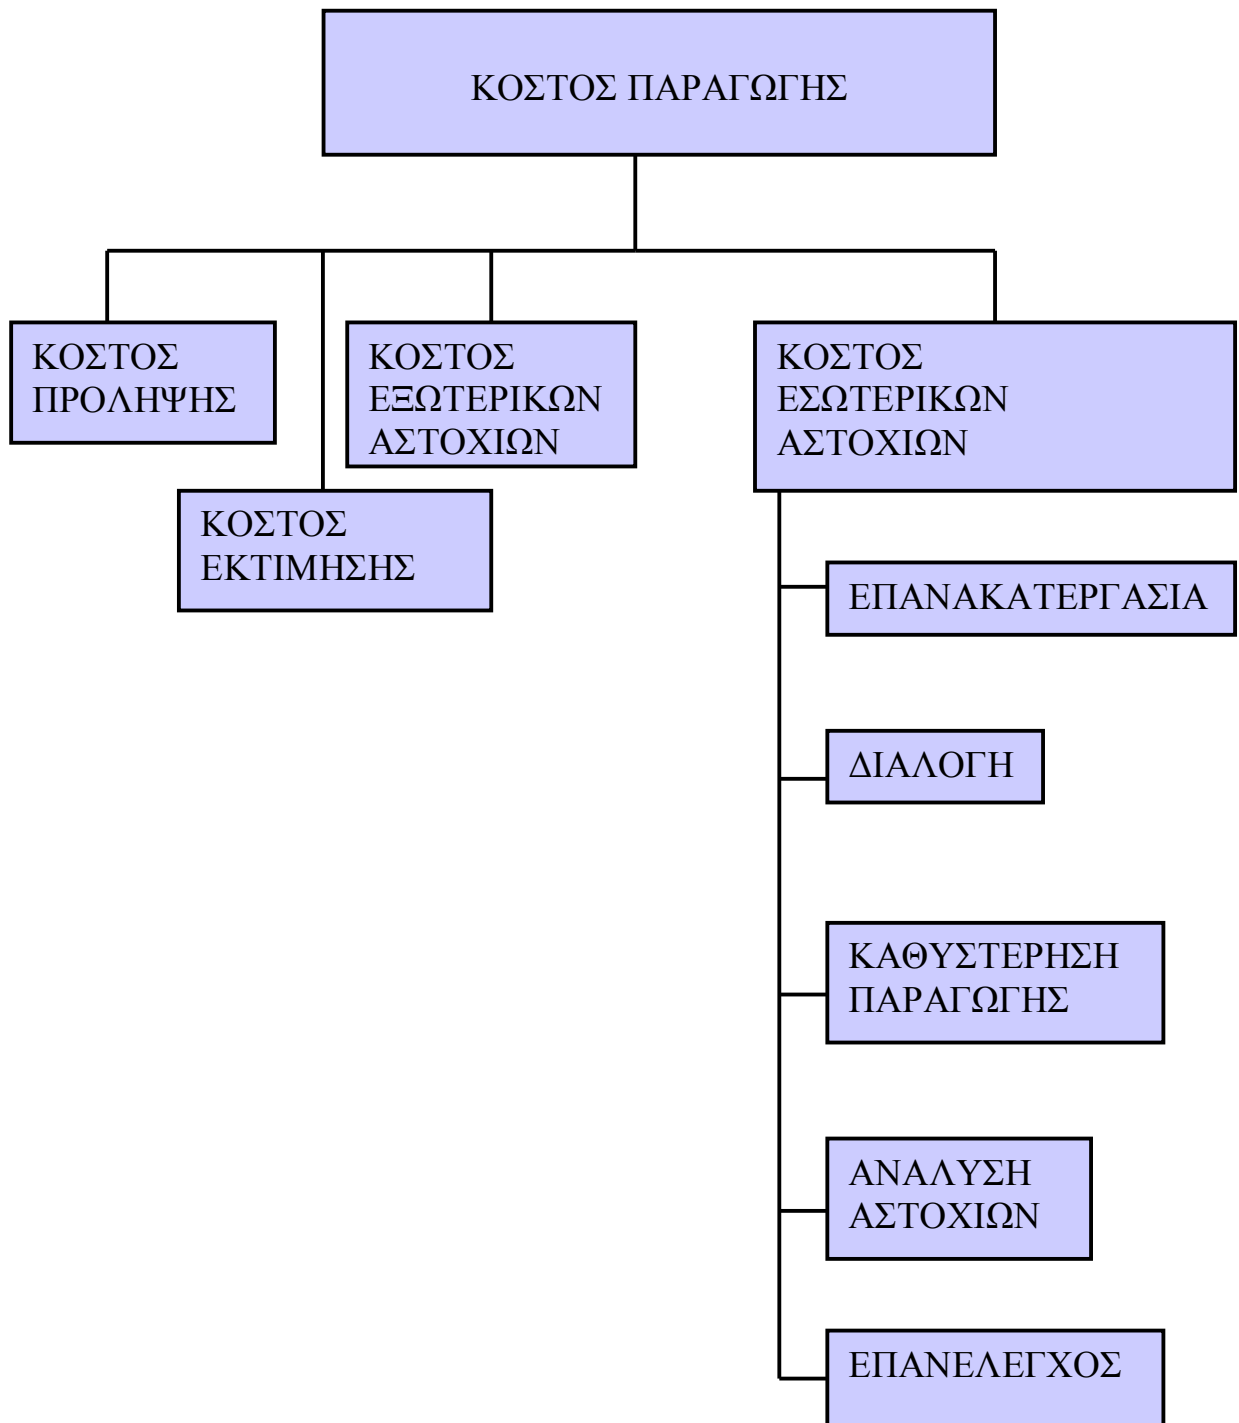 ΚΟΣΤΟΣ ΠΑΡΑΓΩΓΗΣ
ΚΟΣΤΟΣ
ΠΡΟΛΗΨΗΣ
ΚΟΣΤΟΣ
ΕΞΩΤΕΡΙΚΩΝ
ΑΣΤΟΧΙΩΝ
ΚΟΣΤΟΣ
ΕΣΩΤΕΡΙΚΩΝ
ΑΣΤΟΧΙΩΝ
ΚΟΣΤΟΣ
ΕΚΤΙΜΗΣΗΣ
ΕΠΑΝΑΚΑΤΕΡΓΑΣΙΑ
ΔΙΑΛΟΓΗ
ΚΑΘΥΣΤΕΡΗΣΗ
ΠΑΡΑΓΩΓΗΣ
ΑΝΑΛΥΣΗ
ΑΣΤΟΧΙΩΝ
ΕΠΑΝΕΛΕΓΧΟΣ